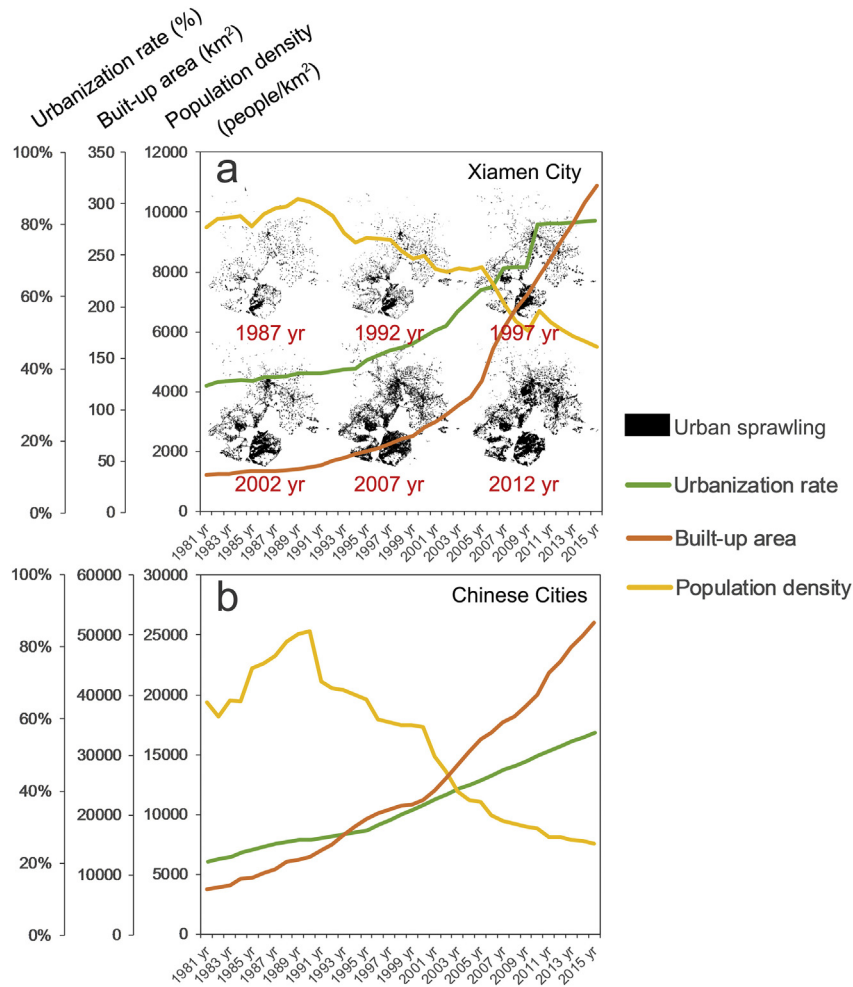 Urbanization rate (%)
Buit-up area (km²)
Population density
(people/km²)
100% 350 12000
a
Xiamen City
80% 300 10000
250
8000
60% 200
6000
1987 yr 1992 yr 1997 yr
150
40% 4000
100
20% 2000
50
2002 yr 2007 yr 2012 yr
0% 0 0
1981 yr 1983 yr 1985 yr 1987 yr 1989 yr 1991 yr 1993 yr 1995 yr 1997 yr 1999 yr 2001 yr 2003 yr 2005 yr 2007 yr 2009 yr 2011 yr 2013 yr 2015 yr
Urban sprawling
Urbanization rate
Built-up area
Population density
100% 60000 30000
b
Chinese Cities
50000 25000
80%
40000 20000
60%
30000 15000
40%
20000 10000
20%
10000 5000
0% 0 0
1981 yr 1983 yr 1985 yr 1987 yr 1989 yr 1991 yr 1993 yr 1995 yr 1997 yr 1999 yr 2001 yr 2003 yr 2005 yr 2007 yr 2009 yr 2011 yr 2013 yr 2015 yr